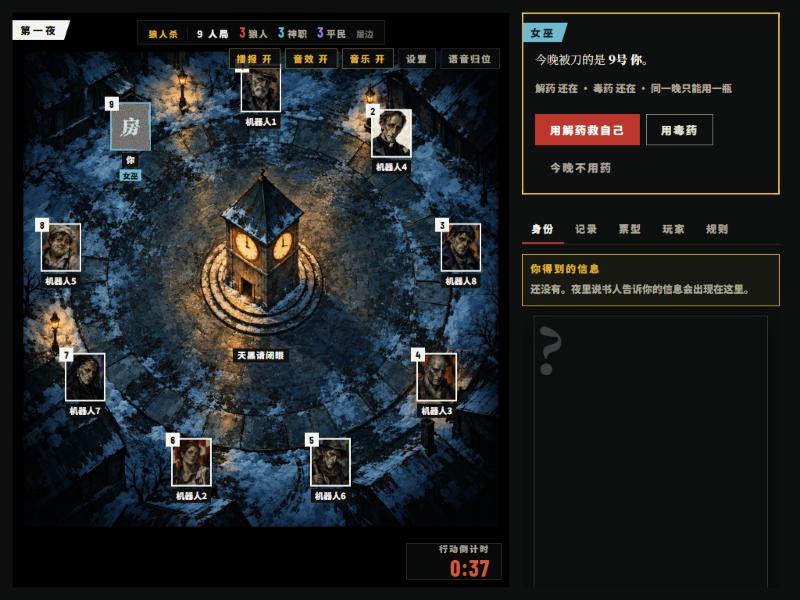 第一夜
狼人杀 9 人局 3 狼人 3 神职 3 平民 屠边
播报 开 音效 开 音乐 开 设置 语音归位
1
机器人1
2
机器人4
3
机器人8
4
机器人3
5
机器人6
6
机器人2
7
机器人7
8
机器人5
9
房
你
女巫
天黑请闭眼
行动倒计时
0:37
女巫
今晚被刀的是 9号 你。
解药 还在 · 毒药 还在 · 同一晚只能用一瓶
用解药救自己 用毒药
今晚不用药
身份 记录 票型 玩家 规则
你得到的信息
还没有。夜里说书人告诉你的信息会出现在这里。
?